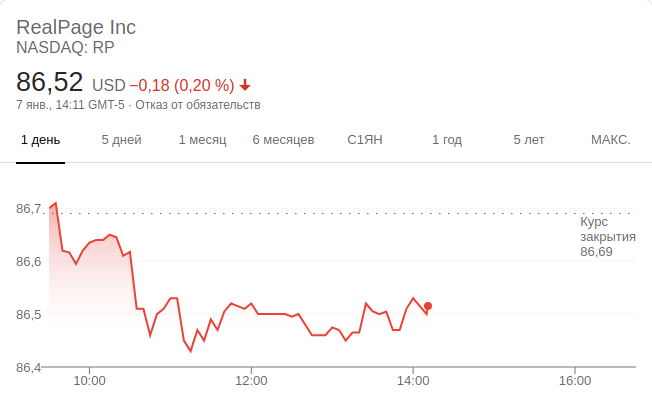 RealPage Inc
NASDAQ: RP
86,52 USD −0,18 (0,20 %)
7 янв., 14:11 GMT-5 · Отказ от обязательств
1 день 5 дней 1 месяц 6 месяцев С1ЯН 1 год 5 лет МАКС.
86,7
Курс
закрытия
86,69
86,6
86,5
86,4
10:00 12:00 14:00 16:00